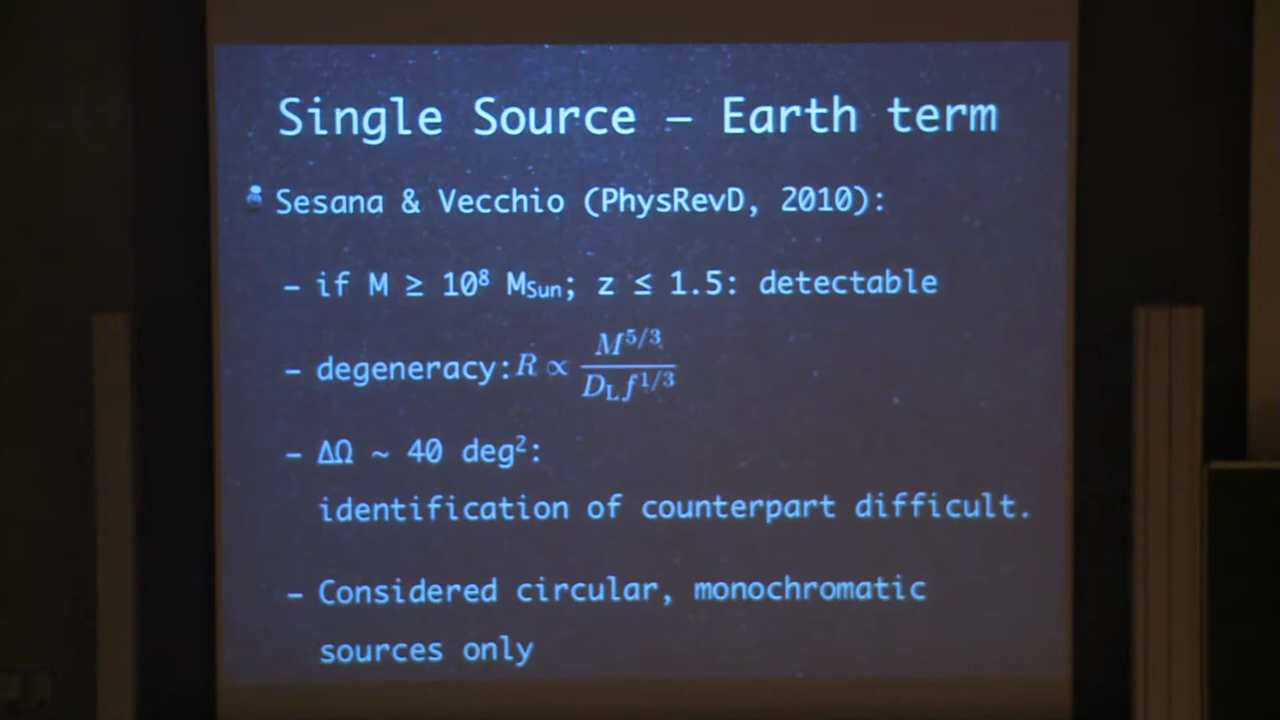 Single Source – Earth term
Sesana & Vecchio (PhysRevD, 2010):
– if M ≥ 10⁸ M_Sun; z ≤ 1.5: detectable
– degeneracy: R ∝ M^{5/3} / (D_L f^{1/3})
– ΔΩ ~ 40 deg²:
identification of counterpart difficult.
– Considered circular, monochromatic
sources only